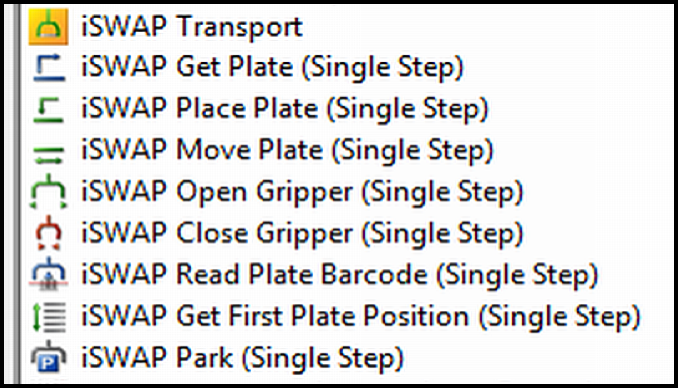 iSWAP Transport
iSWAP Get Plate (Single Step)
iSWAP Place Plate (Single Step)
iSWAP Move Plate (Single Step)
iSWAP Open Gripper (Single Step)
iSWAP Close Gripper (Single Step)
iSWAP Read Plate Barcode (Single Step)
iSWAP Get First Plate Position (Single Step)
P iSWAP Park (Single Step)